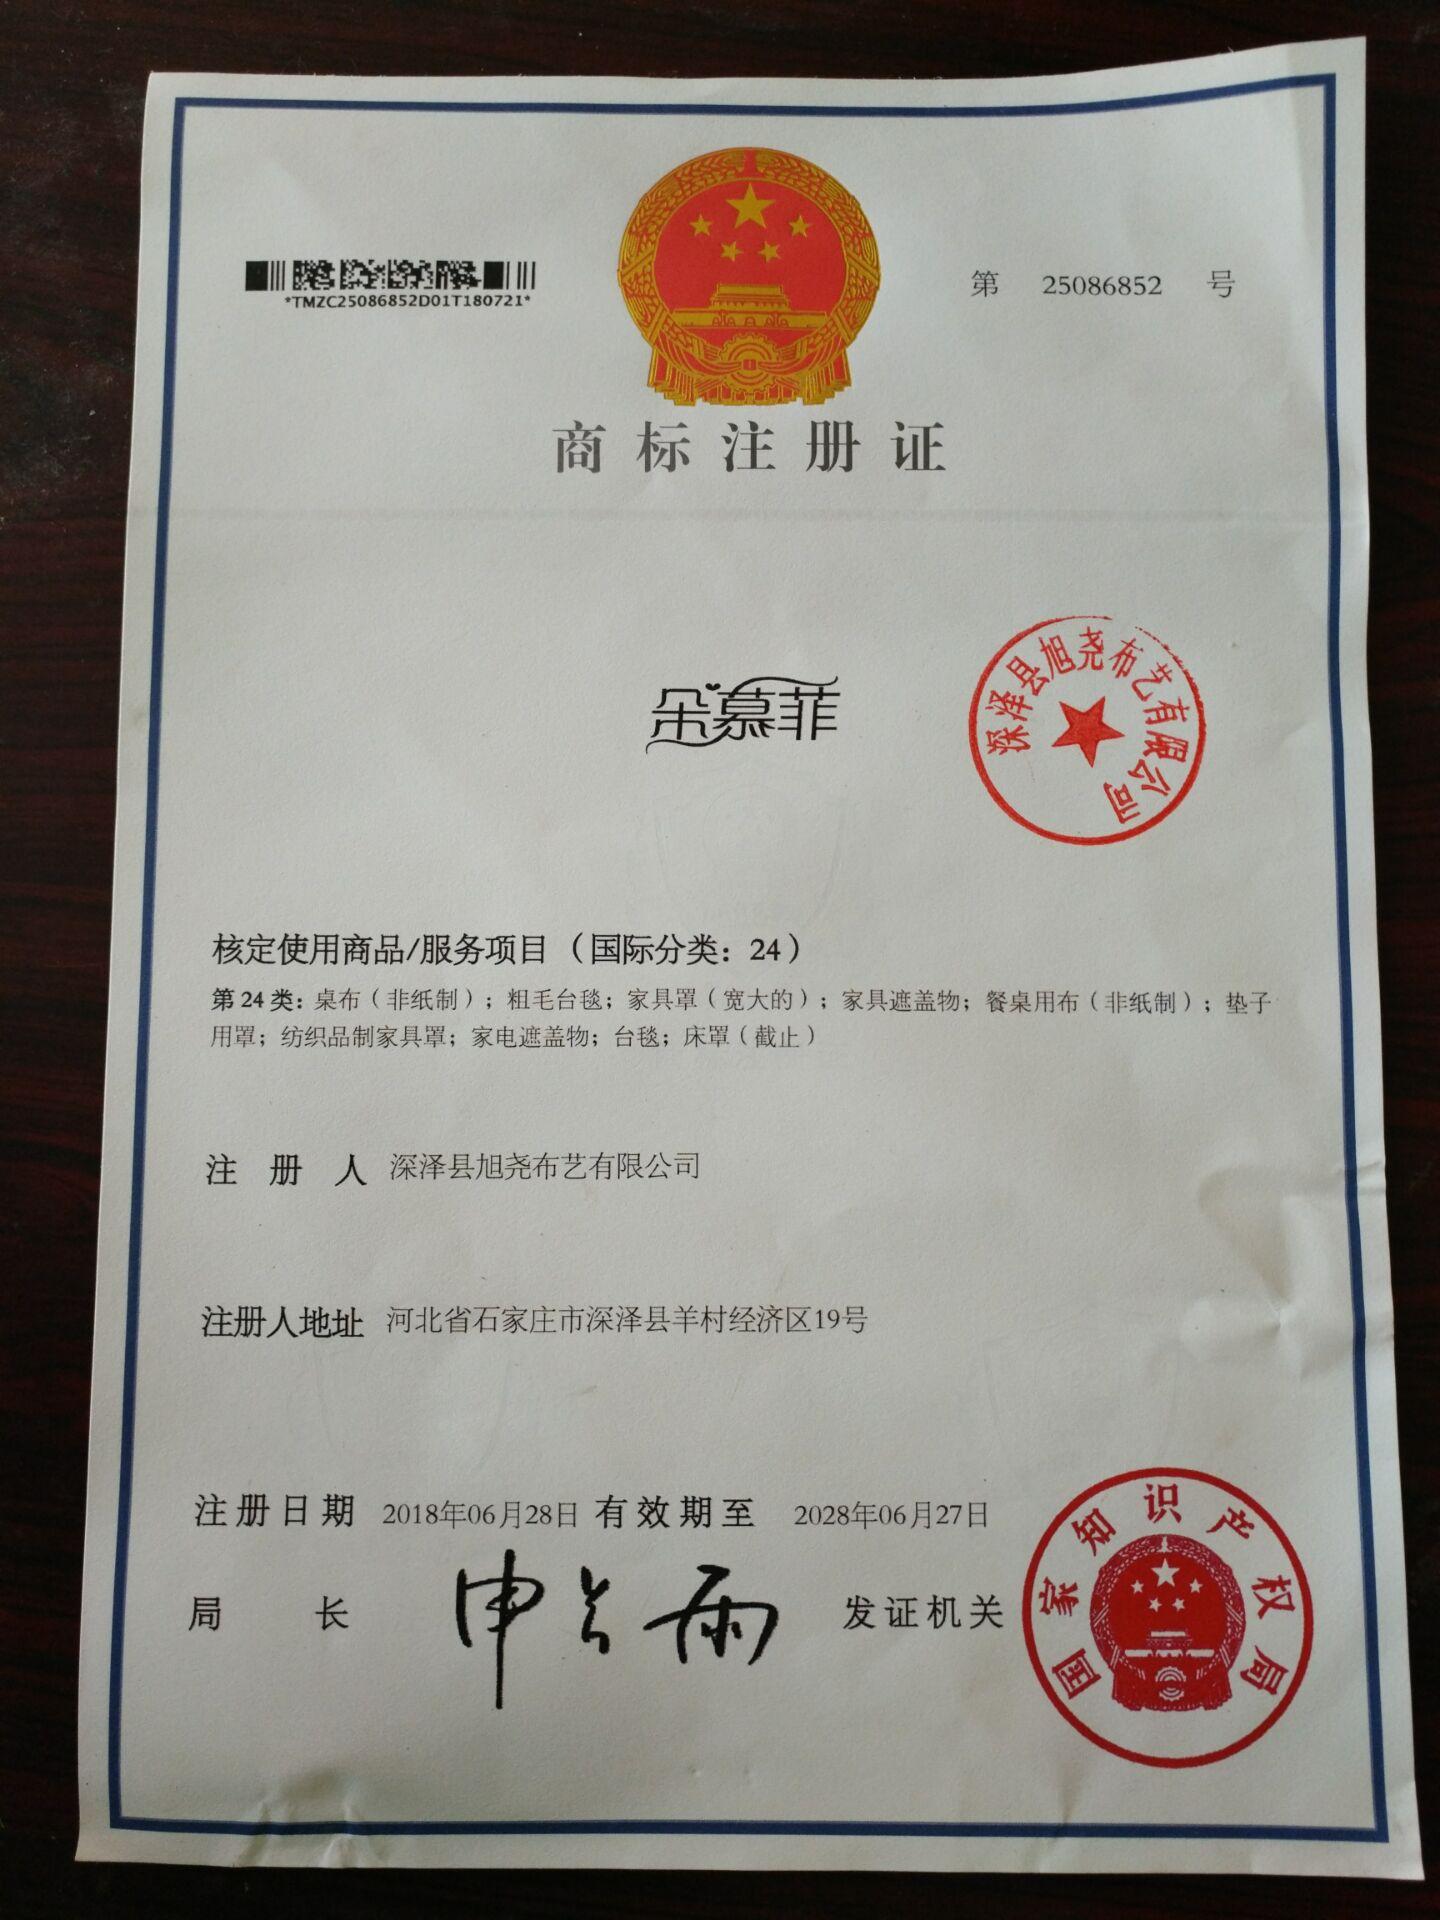 *TMZC25086852D01T180721*
第 25086852 号
商标注册证
朵慕菲
深泽县旭尧布艺有限公司
核定使用商品/服务项目（国际分类：24）
第24类：桌布（非纸制）；粗毛台毯；家具罩（宽大的）；家具遮盖物；餐桌用布（非纸制）；垫子
用罩；纺织品制家具罩；家电遮盖物；台毯；床罩（截止）
注册人 深泽县旭尧布艺有限公司
注册人地址 河北省石家庄市深泽县羊村经济区19号
注册日期 2018年06月28日 有效期至 2028年06月27日
局长 申长雨 发证机关
国家知识产权局